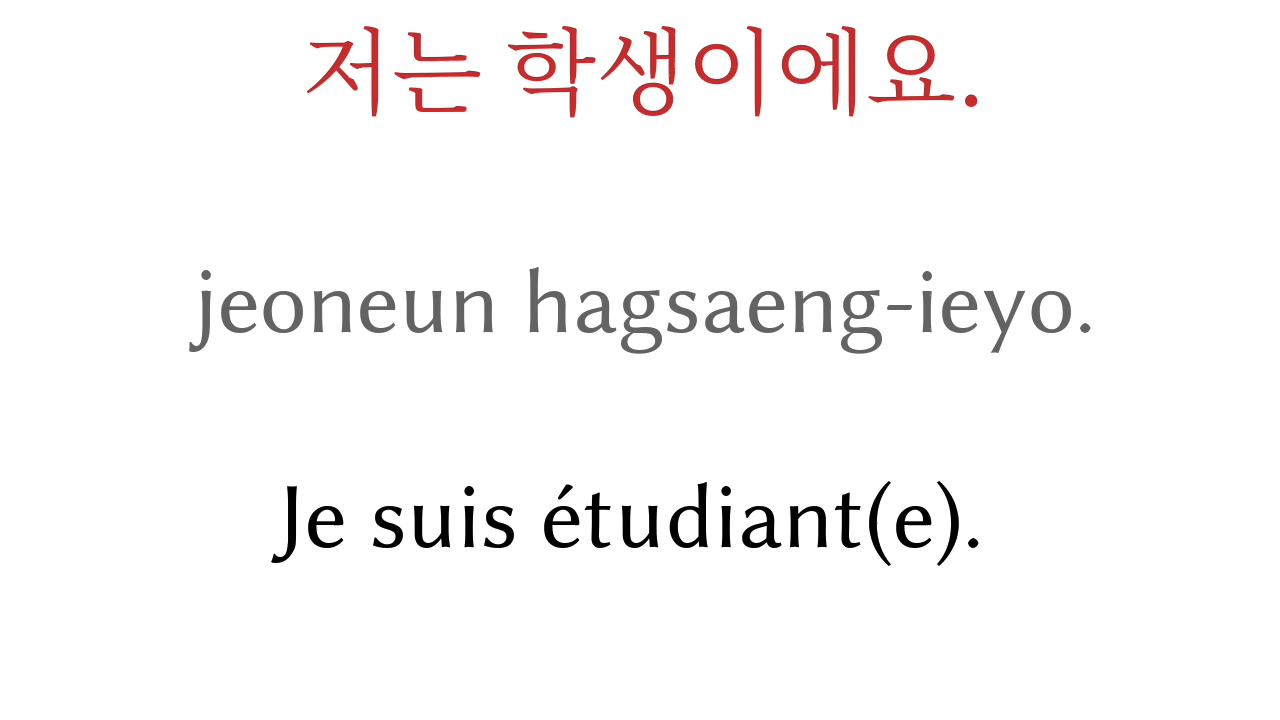 저는 학생이에요.
jeoneun hagsaeng-ieyo.
Je suis étudiant(e).